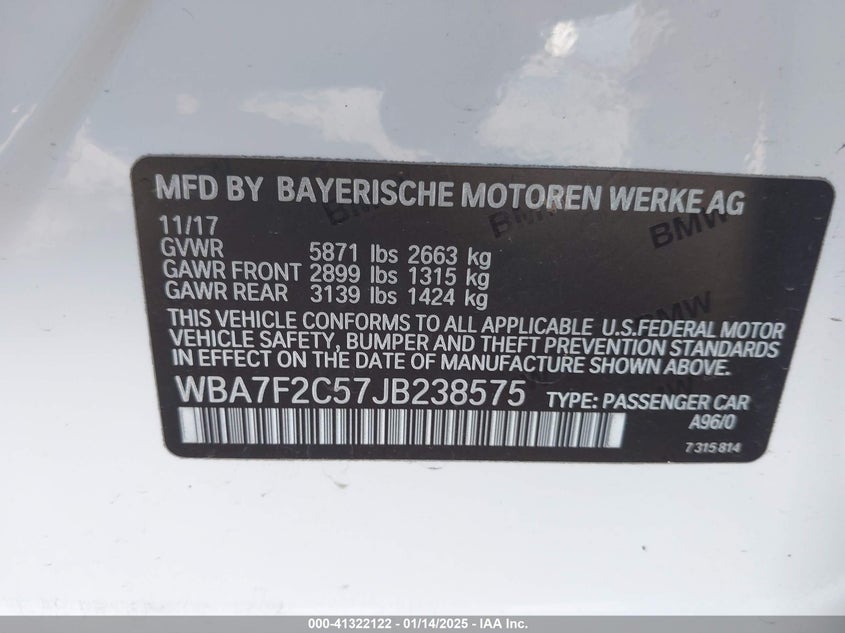 MFD BY BAYERISCHE MOTOREN WERKE AG
11/17
GVWR 5871 lbs 2663 kg
GAWR FRONT 2899 lbs 1315 kg
GAWR REAR 3139 lbs 1424 kg
THIS VEHICLE CONFORMS TO ALL APPLICABLE U.S.FEDERAL MOTOR
VEHICLE SAFETY, BUMPER AND THEFT PREVENTION STANDARDS
IN EFFECT ON THE DATE OF MANUFACTURE SHOWN ABOVE.
WBA7F2C57JB238575 TYPE: PASSENGER CAR
A96/0
7 315 814
BMW
BMW
BMW
000-41322122 - 01/14/2025 - IAA Inc.